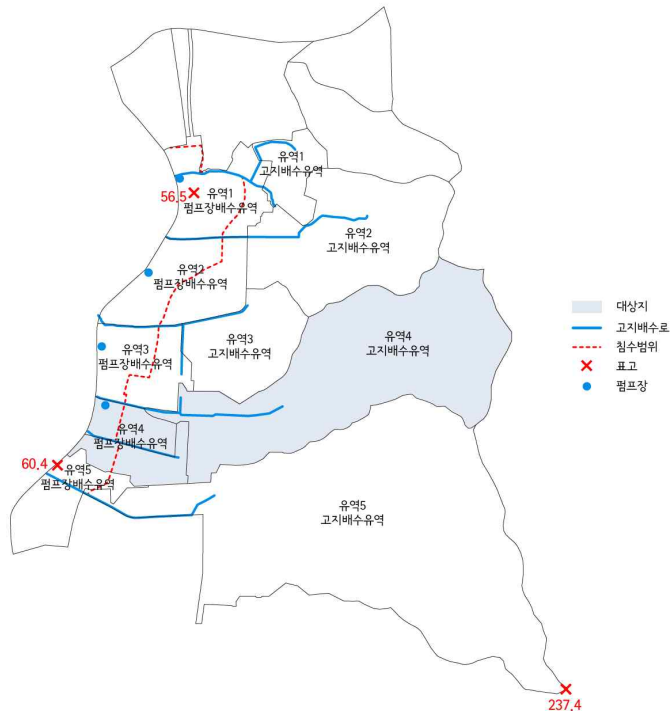 유역1
고지배수유역
56.5
유역1
펌프장배수유역
유역2
고지배수유역
유역2
펌프장배수유역
유역3
고지배수유역
유역4
고지배수유역
유역3
펌프장배수유역
유역4
펌프장배수유역
60.4
유역5
펌프장배수유역
유역5
고지배수유역
237.4
대상지
고지배수로
침수범위
표고
펌프장